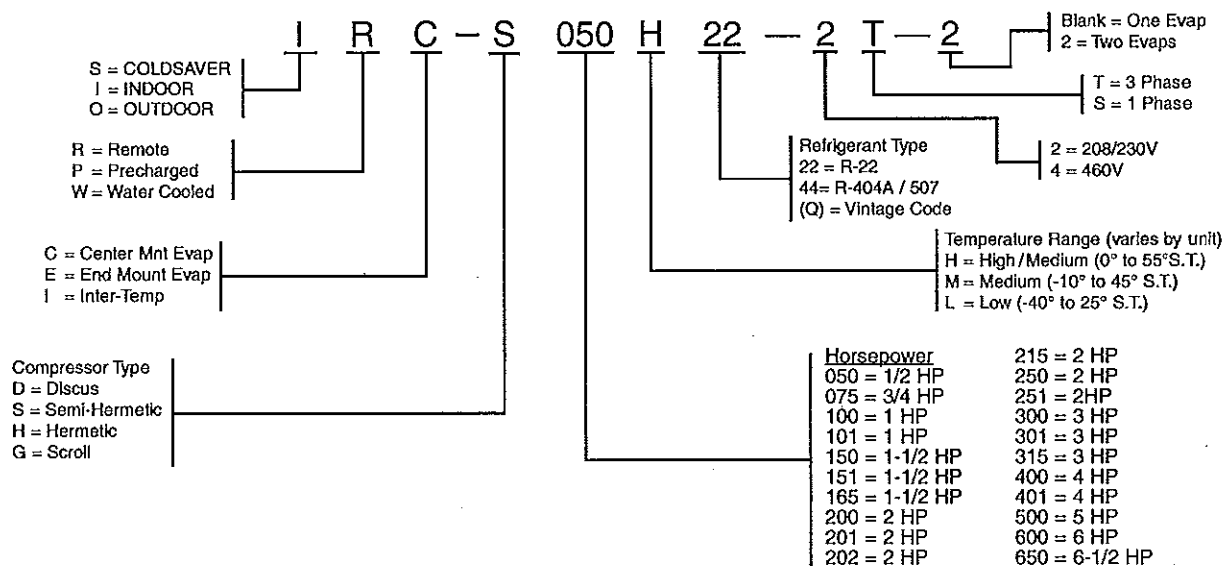 I R C - S 050 H 22 - 2 T - 2
Blank = One Evap
2 = Two Evaps
S = COLDSAVER
I = INDOOR
O = OUTDOOR
T = 3 Phase
S = 1 Phase
R = Remote
P = Precharged
W = Water Cooled
Refrigerant Type
22 = R-22
44= R-404A / 507
(Q) = Vintage Code
2 = 208/230V
4 = 460V
C = Center Mnt Evap
E = End Mount Evap
I = Inter-Temp
Temperature Range (varies by unit)
H = High/Medium (0° to 55°S.T.)
M = Medium (-10° to 45° S.T.)
L = Low (-40° to 25° S.T.)
Compressor Type
D = Discus
S = Semi-Hermetic
H = Hermetic
G = Scroll
Horsepower
050 = 1/2 HP
075 = 3/4 HP
100 = 1 HP
101 = 1 HP
150 = 1-1/2 HP
151 = 1-1/2 HP
165 = 1-1/2 HP
200 = 2 HP
201 = 2 HP
202 = 2 HP
215 = 2 HP
250 = 2 HP
251 = 2HP
300 = 3 HP
301 = 3 HP
315 = 3 HP
400 = 4 HP
401 = 4 HP
500 = 5 HP
600 = 6 HP
650 = 6-1/2 HP